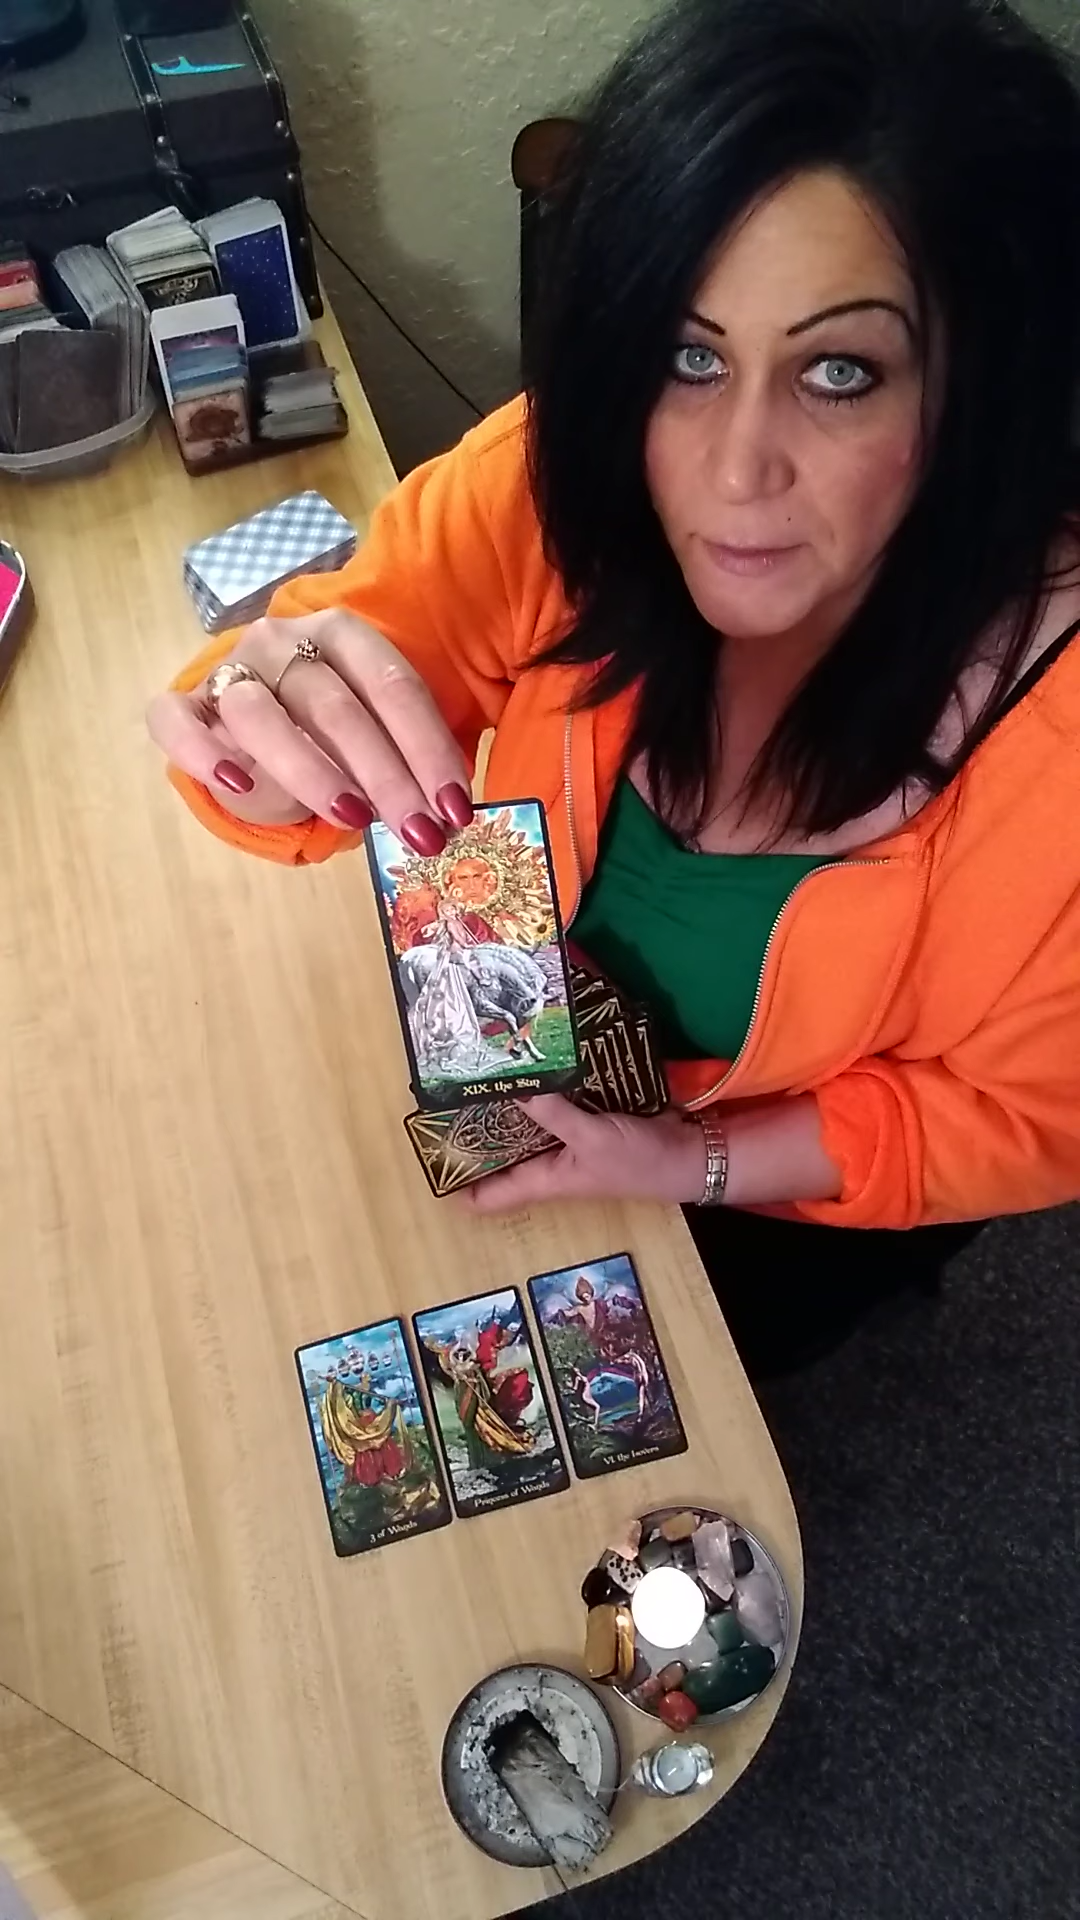 XIX. the Sun
3 of Wands
Princess of Wands
VI. the Lovers